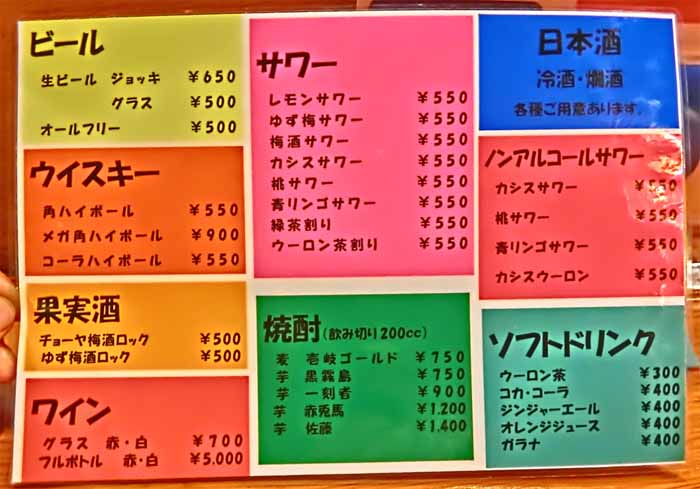 ビール
生ビール ジョッキ ￥650
グラス ￥500
オールフリー ￥500
ウイスキー
角ハイボール ￥550
メガ角ハイボール ￥900
コーラハイボール ￥550
果実酒
チョーヤ梅酒ロック ￥500
ゆず梅酒ロック ￥500
ワイン
グラス 赤・白 ￥700
フルボトル 赤・白 ￥5,000
サワー
レモンサワー ￥550
ゆず梅サワー ￥550
梅酒サワー ￥550
カシスサワー ￥550
桃サワー ￥550
青リンゴサワー ￥550
緑茶割り ￥550
ウーロン茶割り ￥550
焼酎(飲み切り200cc)
麦 壱岐ゴールド ￥750
芋 黒霧島 ￥750
芋 一刻者 ￥900
芋 赤兎馬 ￥1,200
芋 佐藤 ￥1,400
日本酒
冷酒・燗酒
各種ご用意あります。
ノンアルコールサワー
カシスサワー ￥550
桃サワー ￥550
青リンゴサワー ￥550
カシスウーロン ￥550
ソフトドリンク
ウーロン茶 ￥300
コカ・コーラ ￥400
ジンジャーエール ￥400
オレンジジュース ￥400
ガラナ ￥400